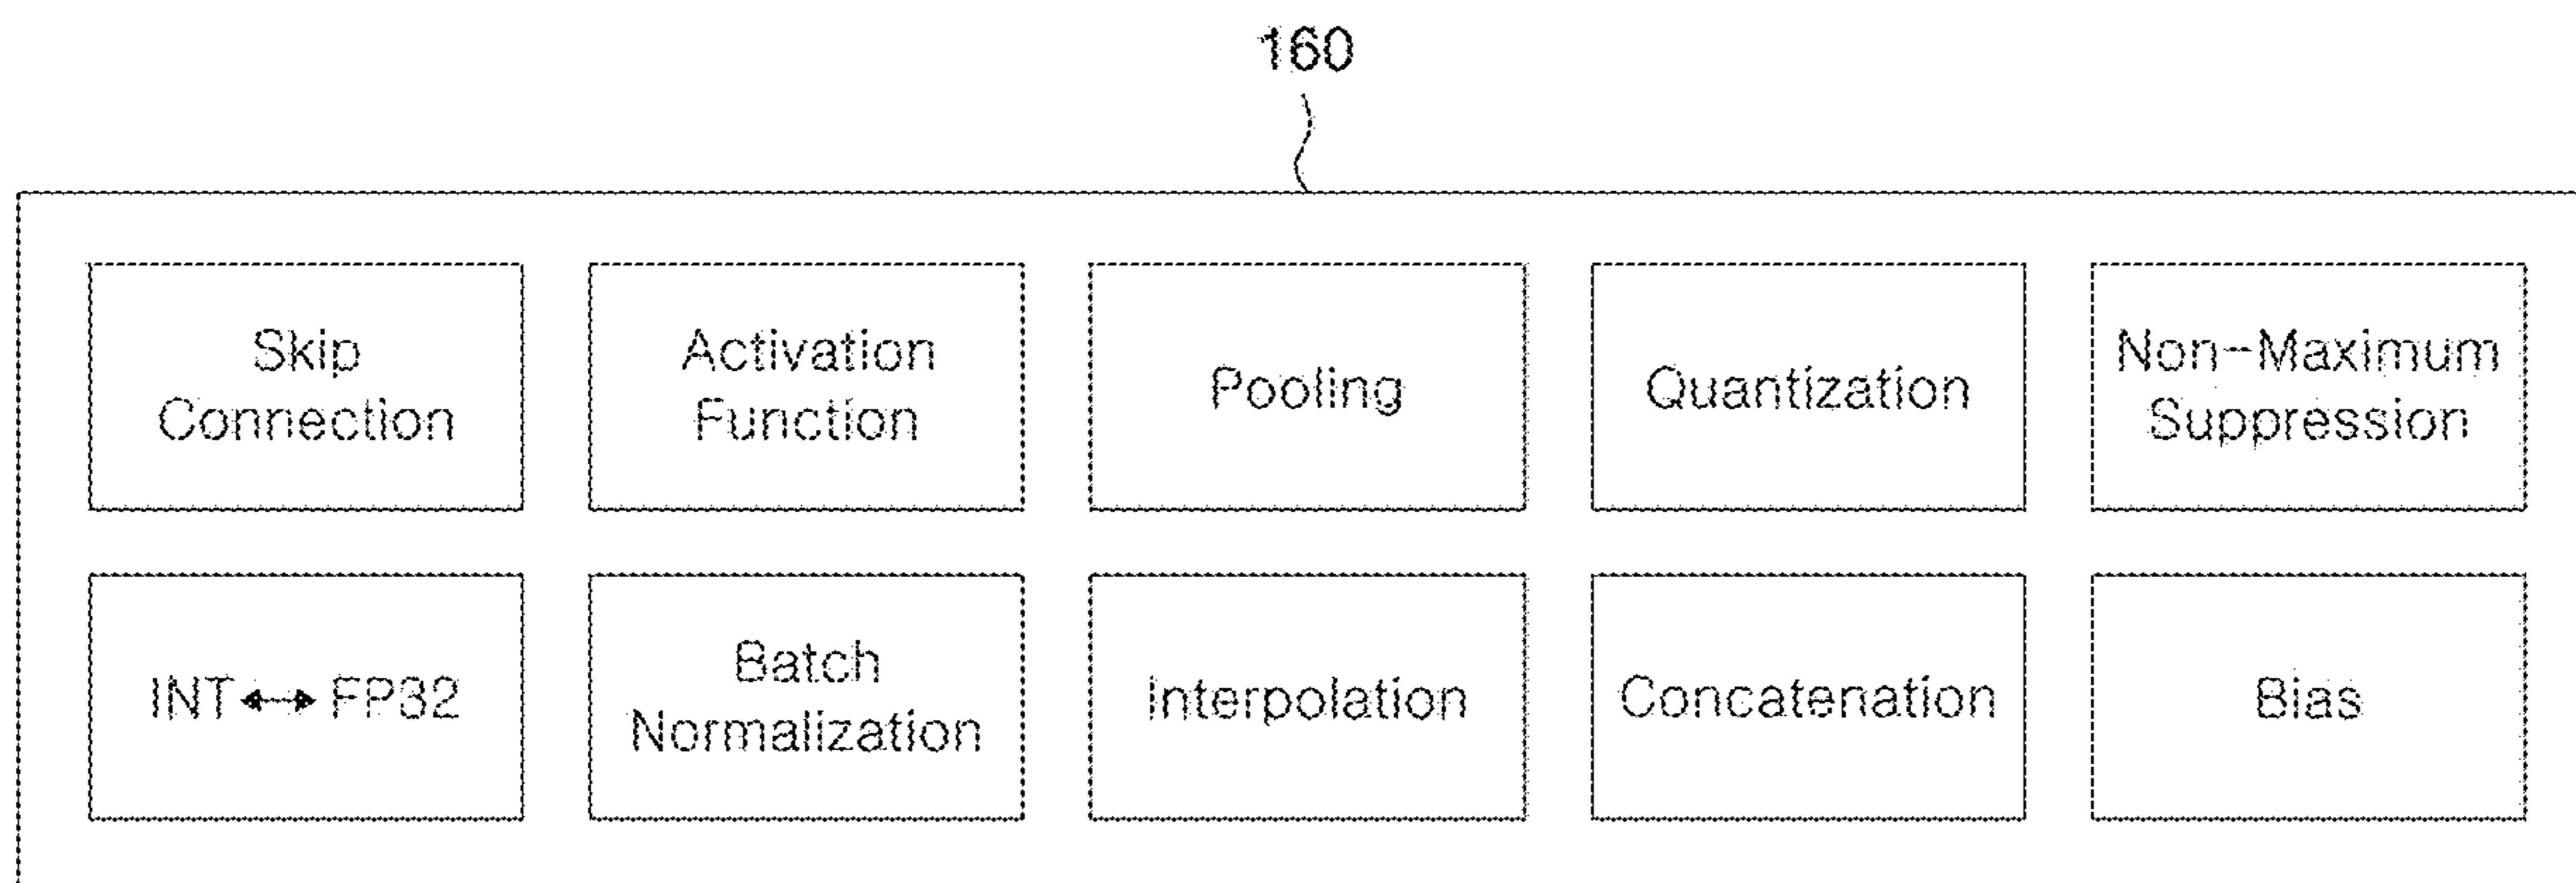 160
Skip
Connection
Activation
Function
Pooling
Quantization
Non-Maximum
Suppression
INT↔FP32
Batch
Normalization
Interpolation
Concatenation
Bias